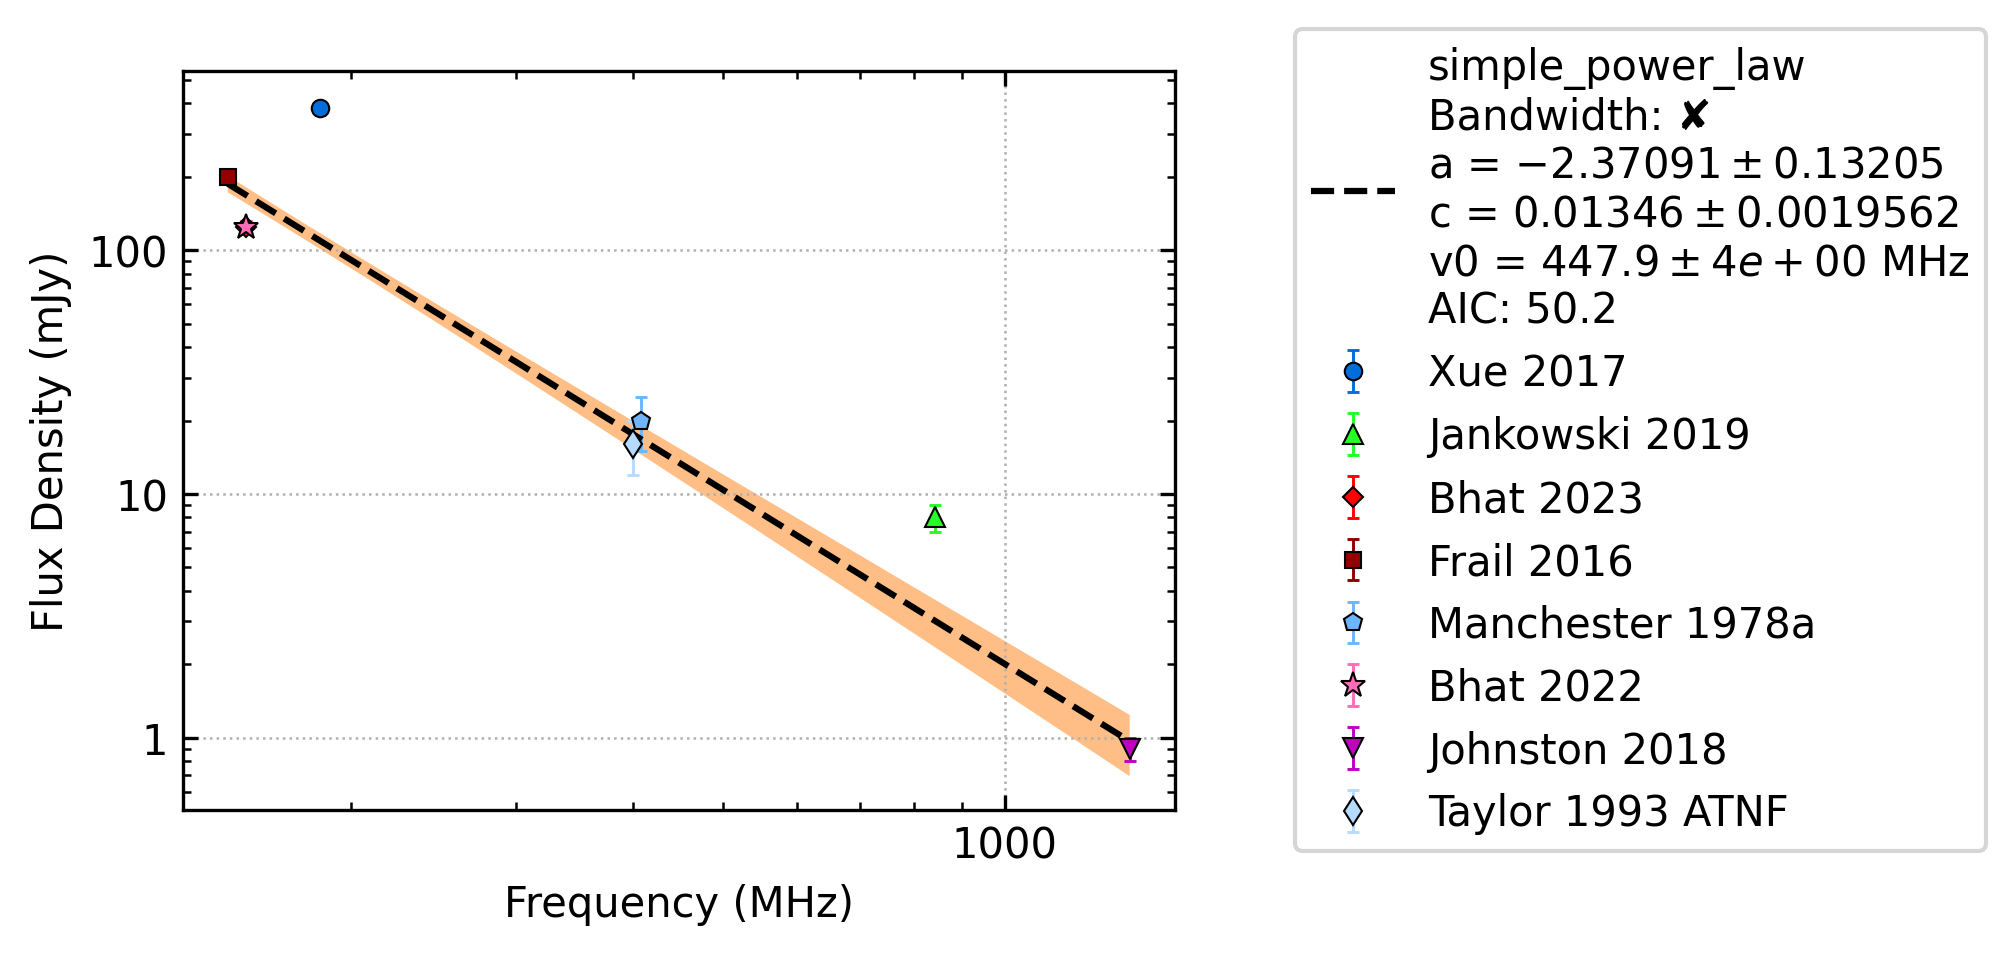 100
10
1
1000
Flux Density (mJy)
Frequency (MHz)
simple_power_law
Bandwidth: ✘
a = −2.37091 ± 0.13205
c = 0.01346 ± 0.0019562
v0 = 447.9 ± 4e + 00 MHz
AIC: 50.2
Xue 2017
Jankowski 2019
Bhat 2023
Frail 2016
Manchester 1978a
Bhat 2022
Johnston 2018
Taylor 1993 ATNF